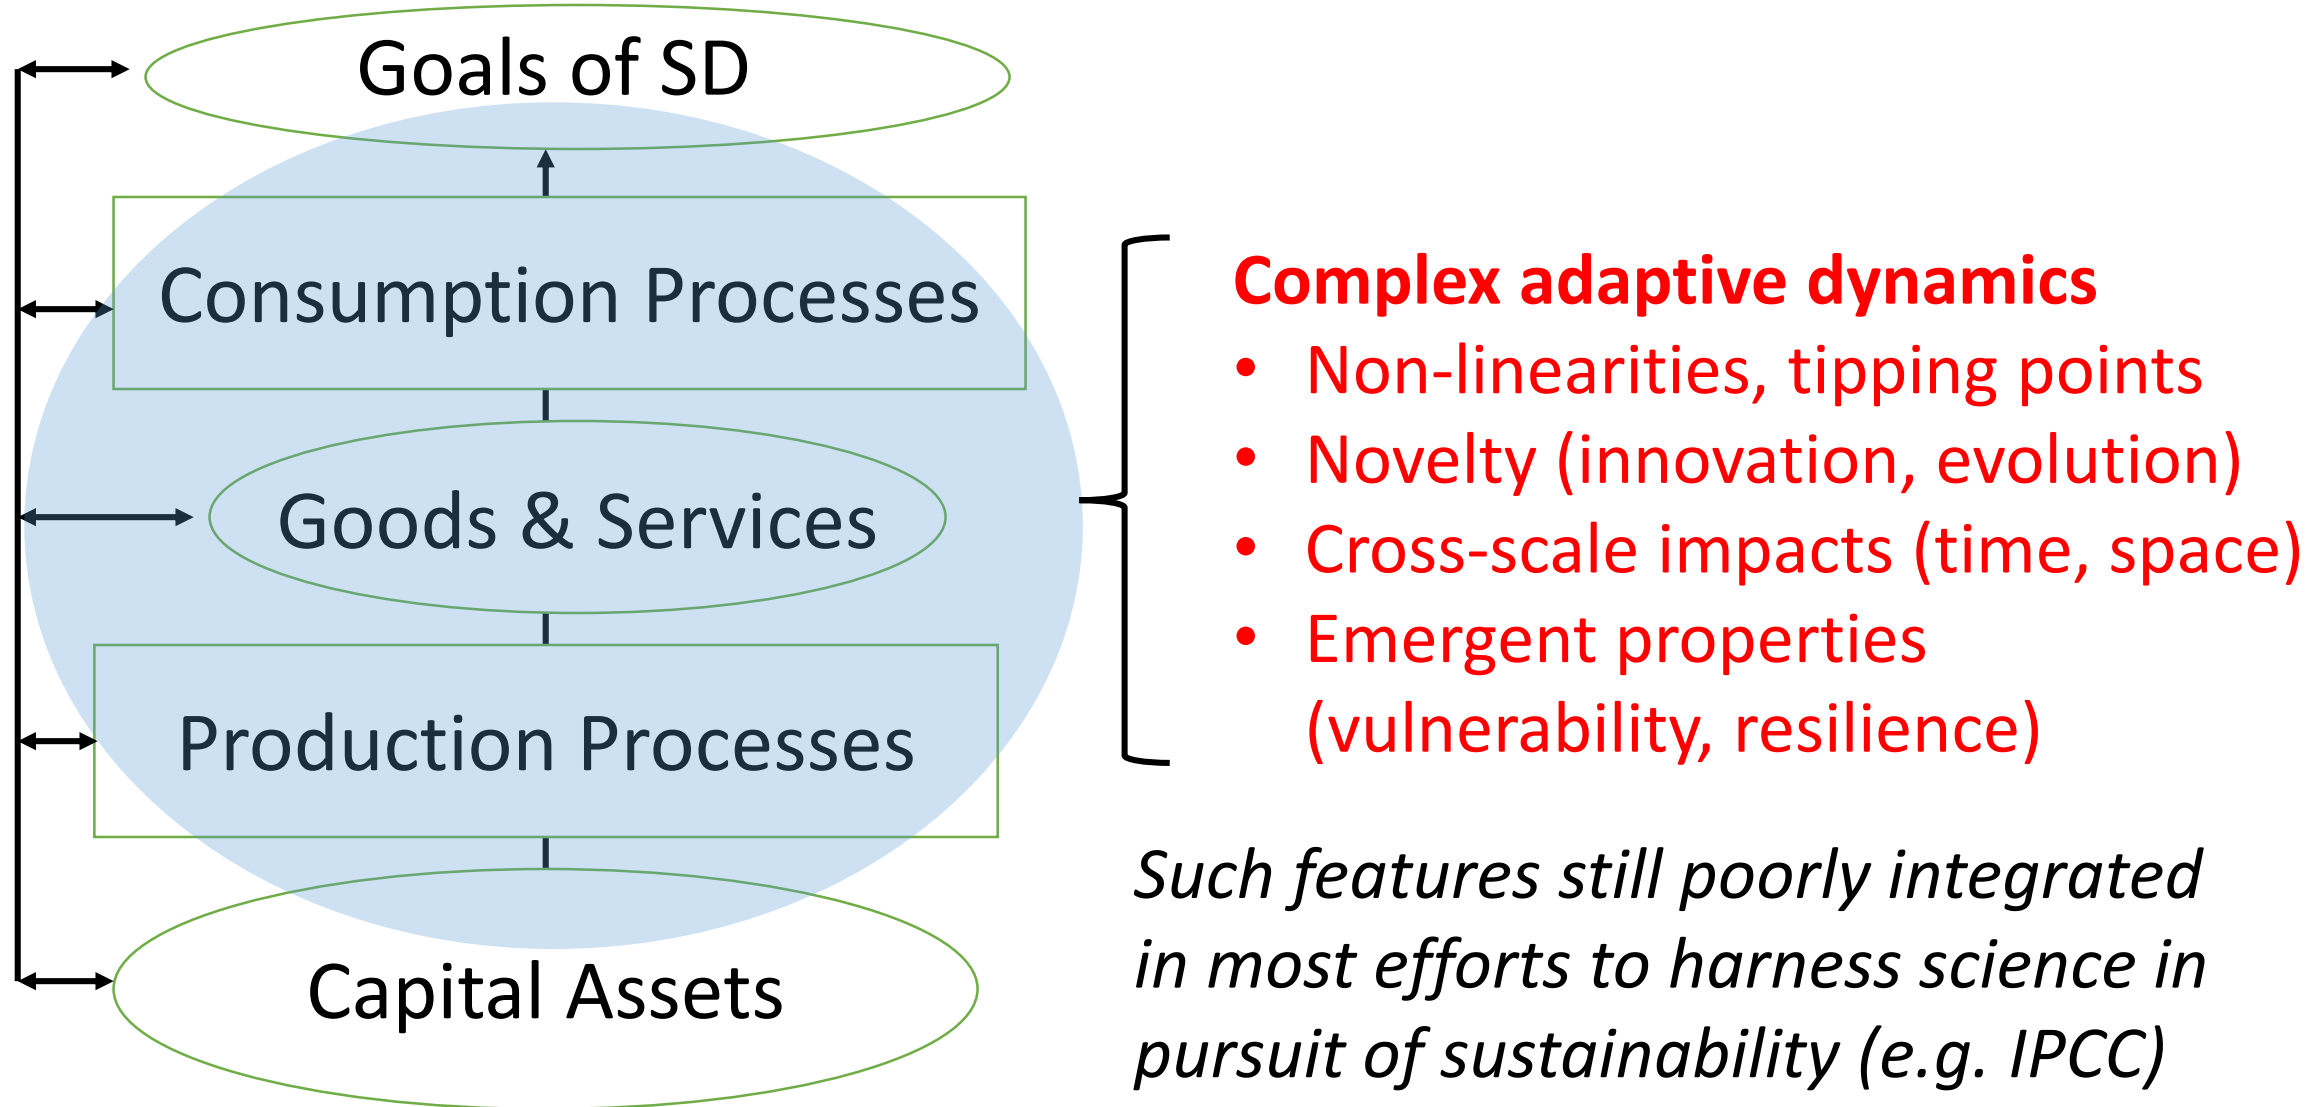 Goals of SD
Consumption Processes
Goods & Services
Production Processes
Capital Assets
Complex adaptive dynamics
• Non-linearities, tipping points
• Novelty (innovation, evolution)
• Cross-scale impacts (time, space)
• Emergent properties
(vulnerability, resilience)
Such features still poorly integrated
in most efforts to harness science in
pursuit of sustainability (e.g. IPCC)